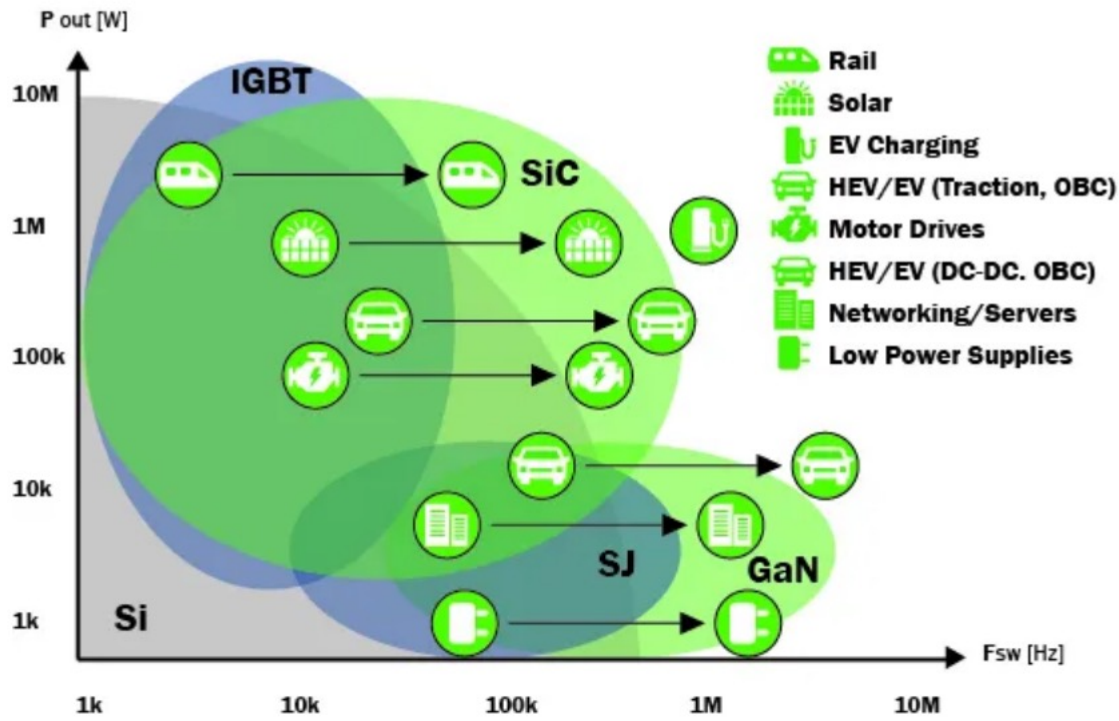 P out [W]
10M
1M
100k
10k
1k
IGBT
SiC
SJ
GaN
Si
Rail
Solar
EV Charging
HEV/EV (Traction, OBC)
Motor Drives
HEV/EV (DC-DC. OBC)
Networking/Servers
Low Power Supplies
Fsw [Hz]
1k
10k
100k
1M
10M